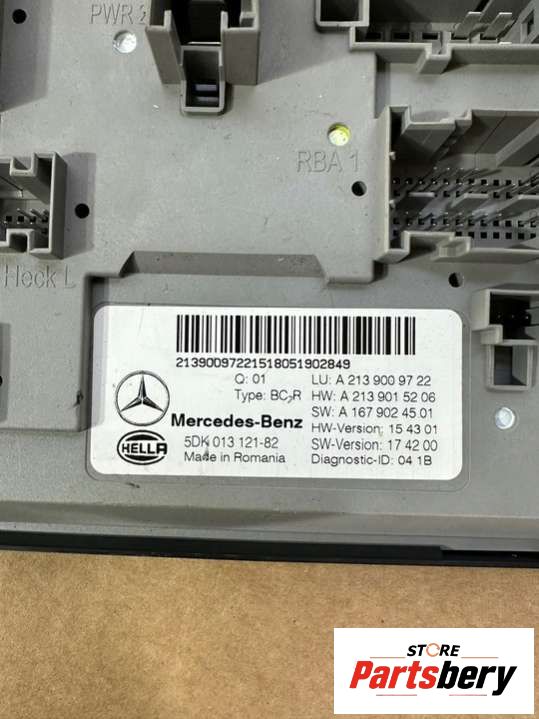 PWR 2
RBA 1
Heck L
21390097221518051902849
Q: 01
Type: BC₂R
Mercedes-Benz
HELLA
5DK 013 121-82
Made in Romania
LU: A 213 900 97 22
HW: A 213 901 52 06
SW: A 167 902 45 01
HW-Version: 15 43 01
SW-Version: 17 42 00
Diagnostic-ID: 04 1B
STORE
Partsbery